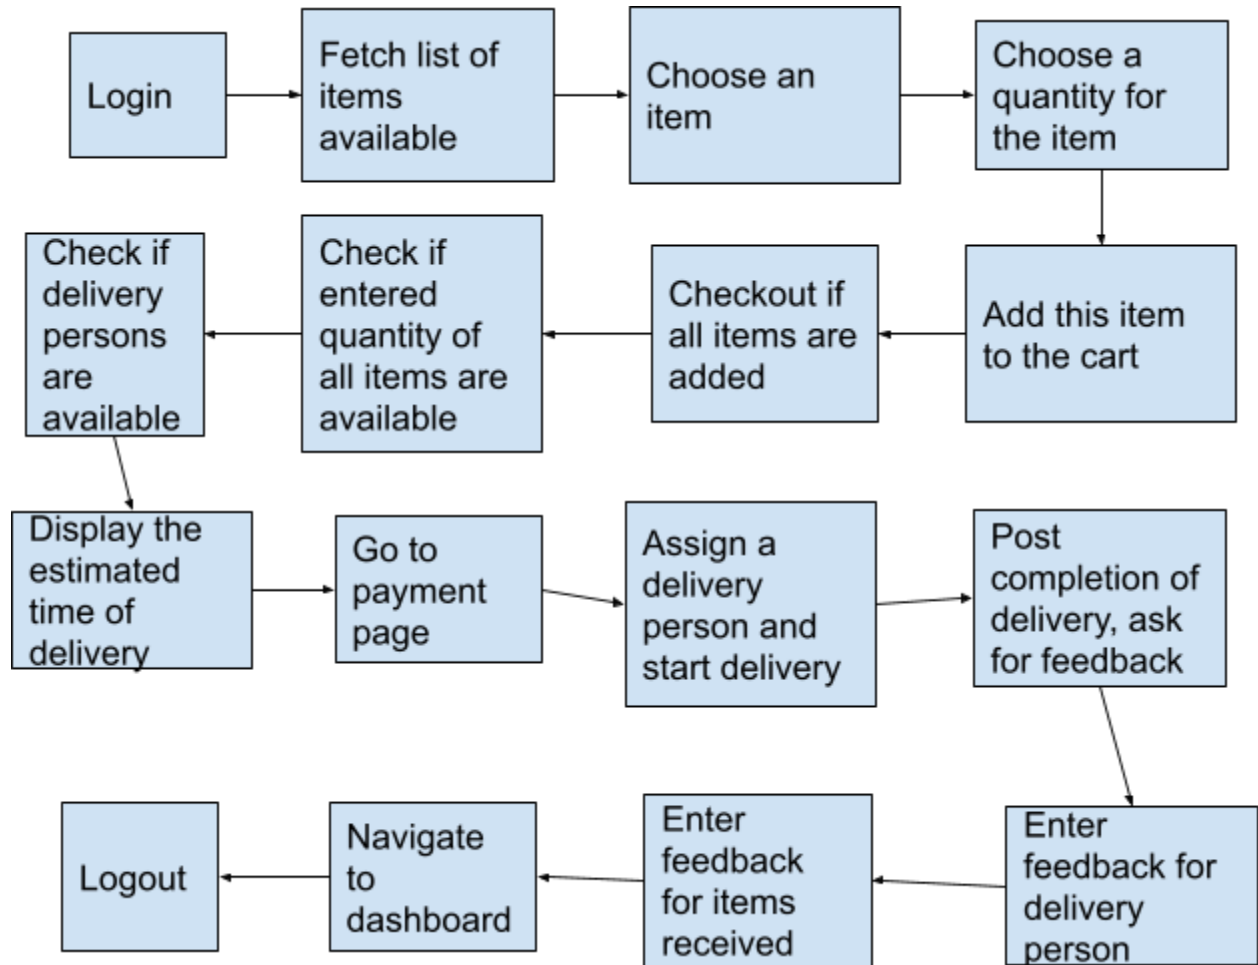 Login
Fetch list of
items
available
Choose an
item
Choose a
quantity for
the item
Add this item
to the cart
Checkout if
all items are
added
Check if
entered
quantity of
all items are
available
Check if
delivery
persons
are
available
Display the
estimated
time of
delivery
Go to
payment
page
Assign a
delivery
person and
start delivery
Post
completion of
delivery, ask
for feedback
Enter
feedback for
delivery
person
Enter
feedback
for items
received
Navigate
to
dashboard
Logout